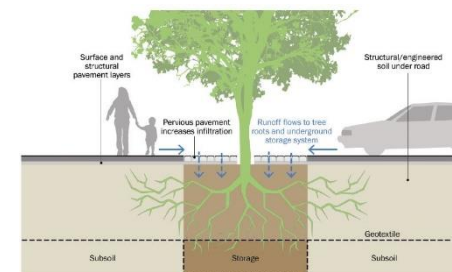 Surface and
structural
pavement layers
Pervious pavement
increases infiltration
Runoff flows to tree
roots and underground
storage system
Structural/engineered
soil under road
Geotextile
Subsoil
Storage
Subsoil